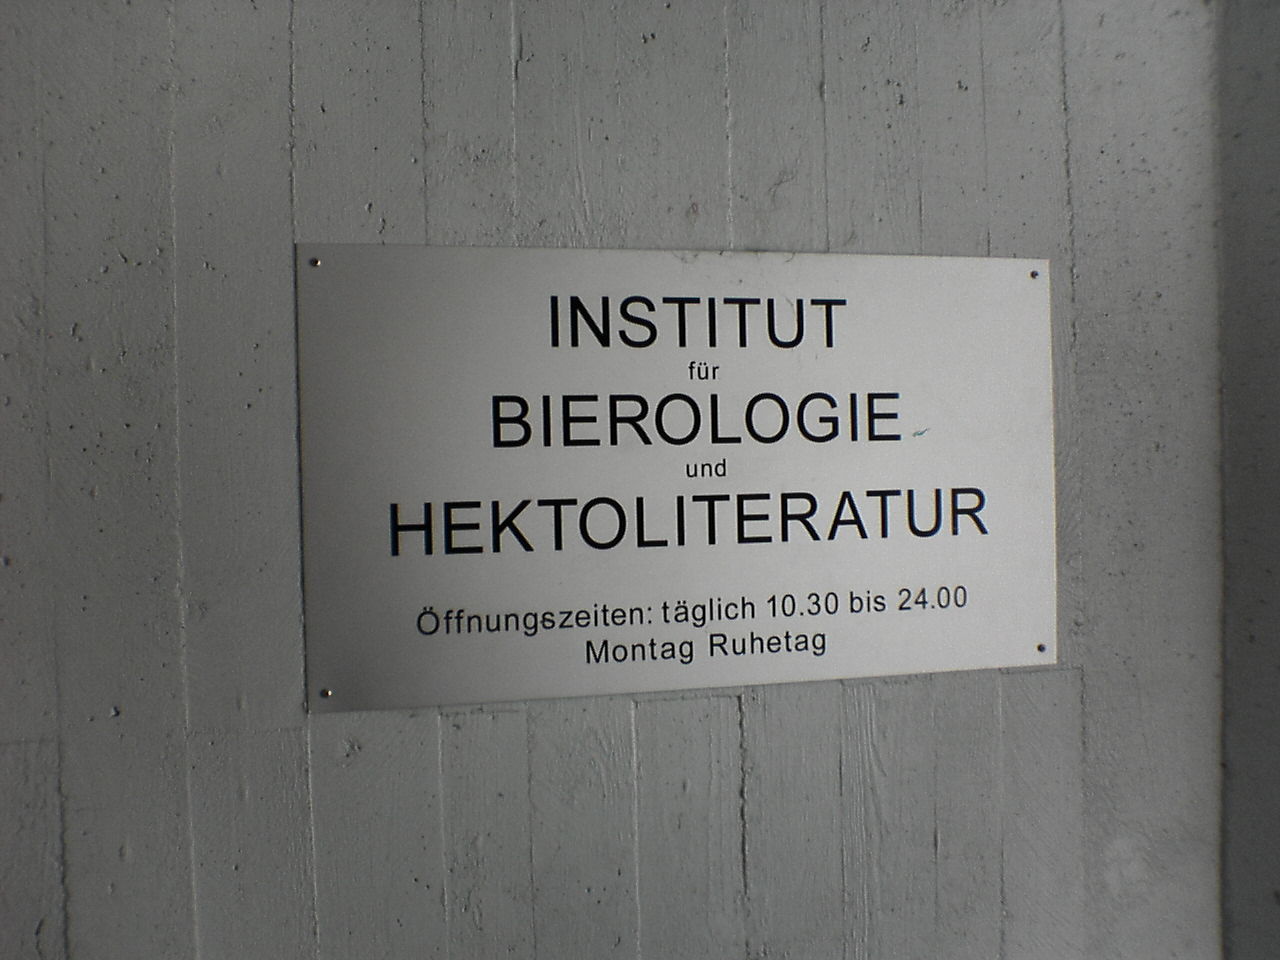 INSTITUT
für
BIEROLOGIE
und
HEKTOLITERATUR
Öffnungszeiten: täglich 10.30 bis 24.00
Montag Ruhetag